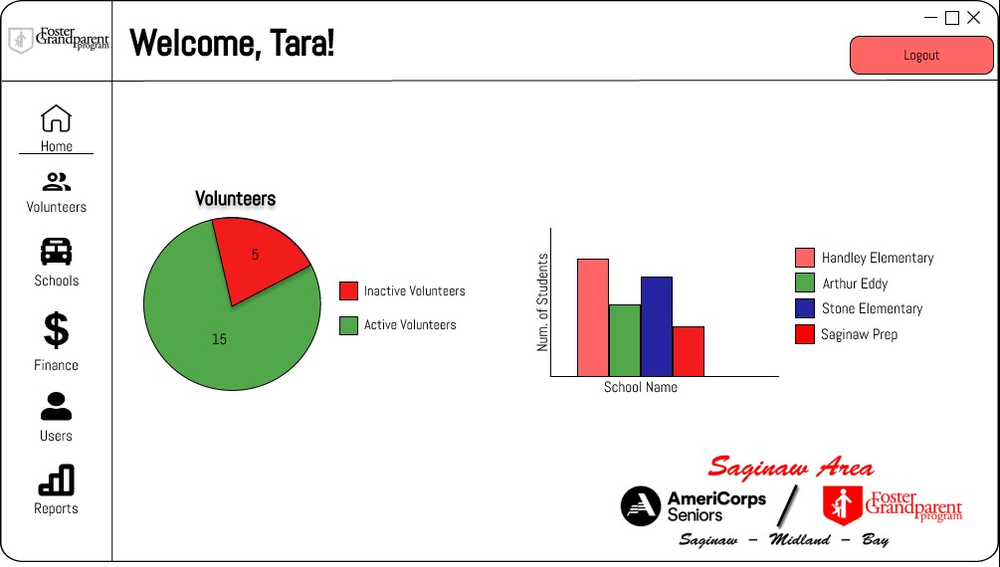 Foster
Grandparent
program
Welcome, Tara!
Logout
Home
Volunteers
Schools
Finance
Users
Reports
Volunteers
5
15
Inactive Volunteers
Active Volunteers
Num. of Students
School Name
Handley Elementary
Arthur Eddy
Stone Elementary
Saginaw Prep
Saginaw Area
AmeriCorps
Seniors
Foster
Grandparent
program
Saginaw – Midland – Bay